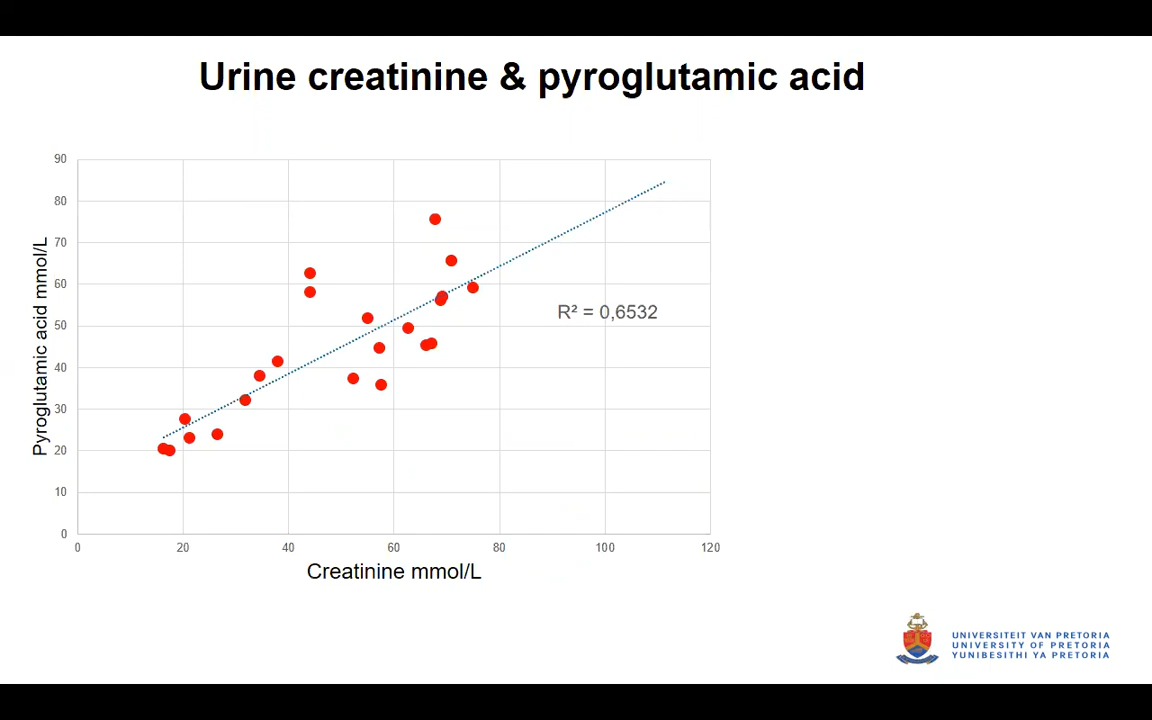 Urine creatinine & pyroglutamic acid
90
80
70
60
50
40
30
20
10
0
Pyroglutamic acid mmol/L
R² = 0,6532
0 20 40 60 80 100 120
Creatinine mmol/L
UNIVERSITEIT VAN PRETORIA
UNIVERSITY OF PRETORIA
YUNIBESITHI YA PRETORIA